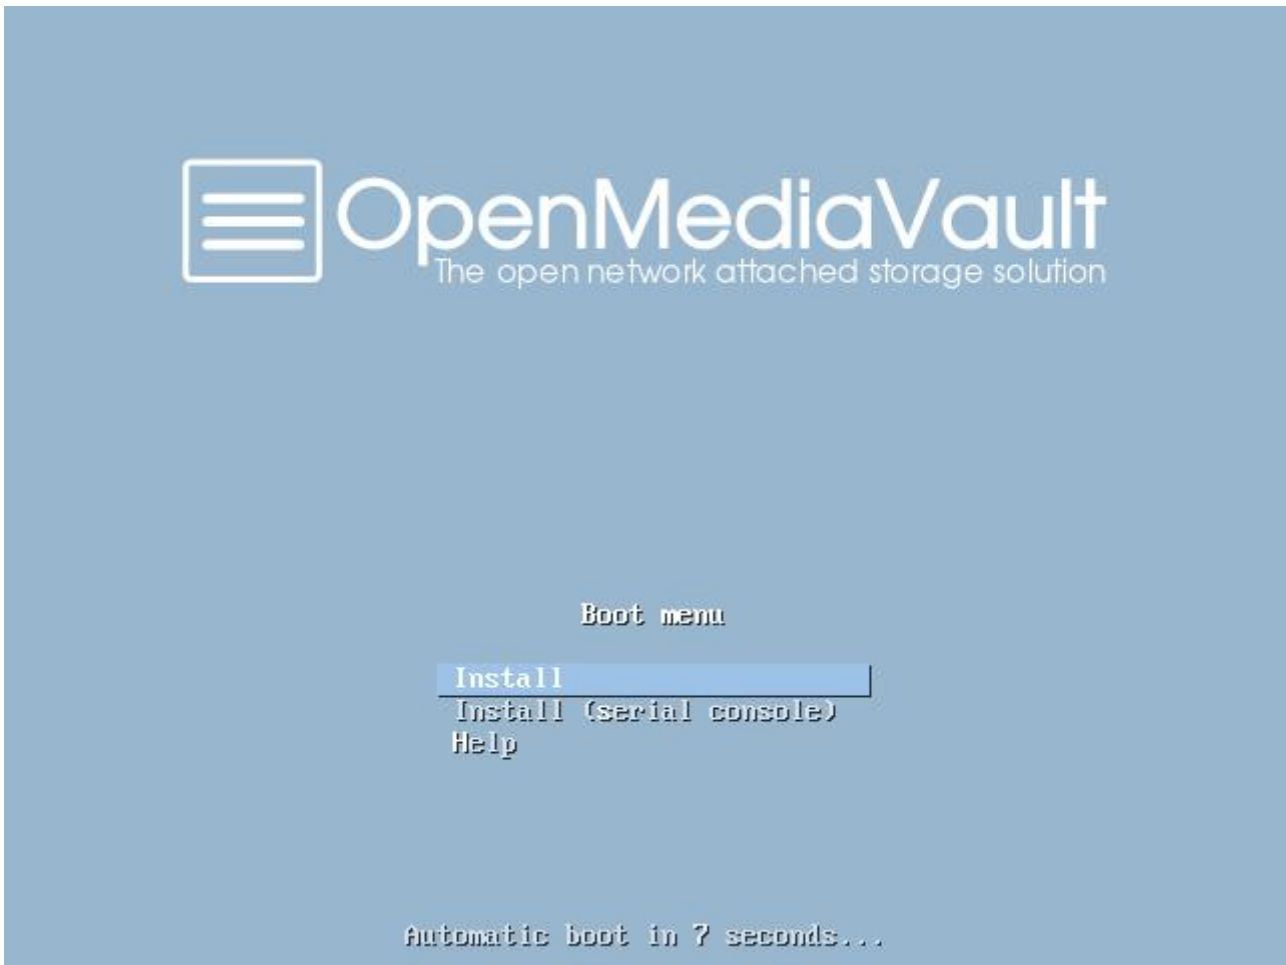 OpenMediaVault
The open network attached storage solution
Boot menu
Install
Install (serial console)
Help
Automatic boot in 7 seconds...